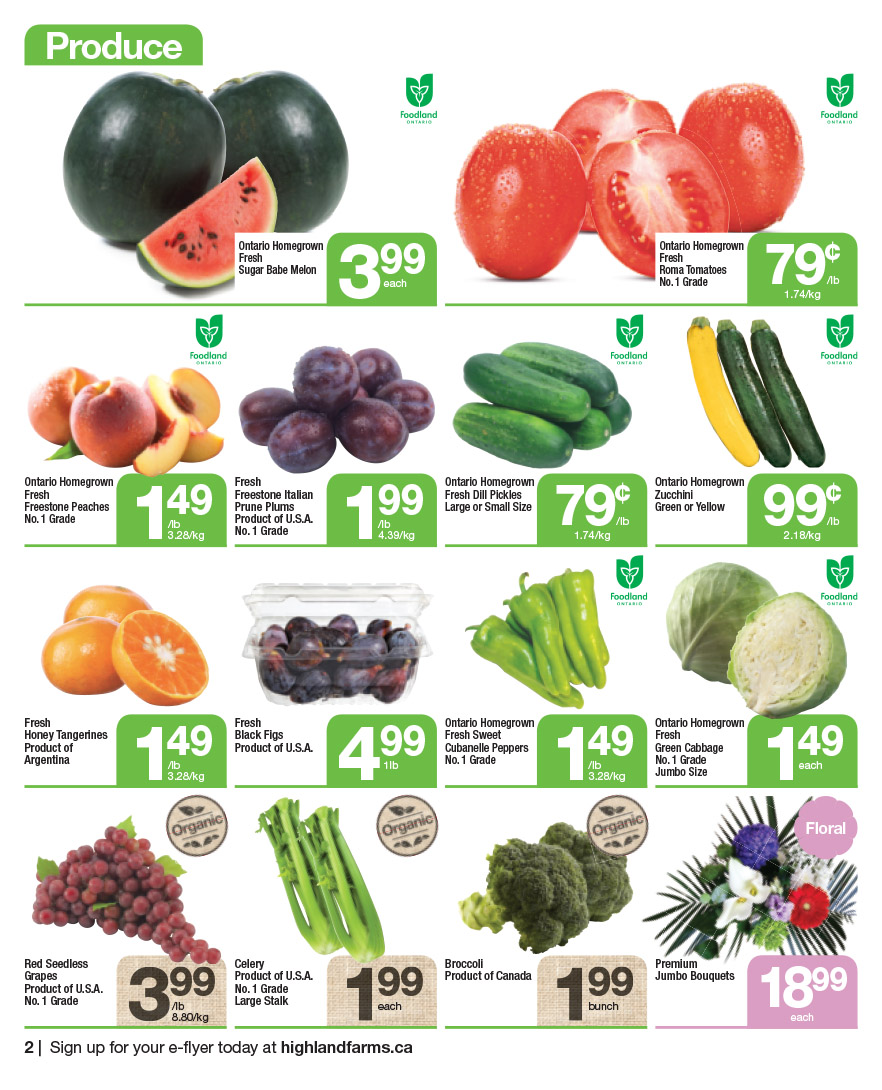 Produce
Foodland
ONTARIO
Ontario Homegrown
Fresh
Sugar Babe Melon
3.99
each
Foodland
ONTARIO
Ontario Homegrown
Fresh
Roma Tomatoes
No. 1 Grade
79¢
/lb
1.74/kg
Foodland
ONTARIO
Ontario Homegrown
Fresh
Freestone Peaches
No. 1 Grade
1.49
/lb
3.28/kg
Fresh
Freestone Italian
Prune Plums
Product of U.S.A.
No. 1 Grade
1.99
/lb
4.39/kg
Foodland
ONTARIO
Ontario Homegrown
Fresh Dill Pickles
Large or Small Size
79¢
/lb
1.74/kg
Foodland
ONTARIO
Ontario Homegrown
Zucchini
Green or Yellow
99¢
/lb
2.18/kg
Fresh
Honey Tangerines
Product of
Argentina
1.49
/lb
3.28/kg
Fresh
Black Figs
Product of U.S.A.
4.99
1lb
Foodland
ONTARIO
Ontario Homegrown
Fresh Sweet
Cubanelle Peppers
No. 1 Grade
1.49
/lb
3.28/kg
Foodland
ONTARIO
Ontario Homegrown
Fresh
Green Cabbage
No. 1 Grade
Jumbo Size
1.49
each
Organic
Red Seedless
Grapes
Product of U.S.A.
No. 1 Grade
3.99
/lb
8.80/kg
Organic
Celery
Product of U.S.A.
No. 1 Grade
Large Stalk
1.99
each
Organic
Broccoli
Product of Canada
1.99
bunch
Floral
Premium
Jumbo Bouquets
18.99
each
2 | Sign up for your e-flyer today at highlandfarms.ca